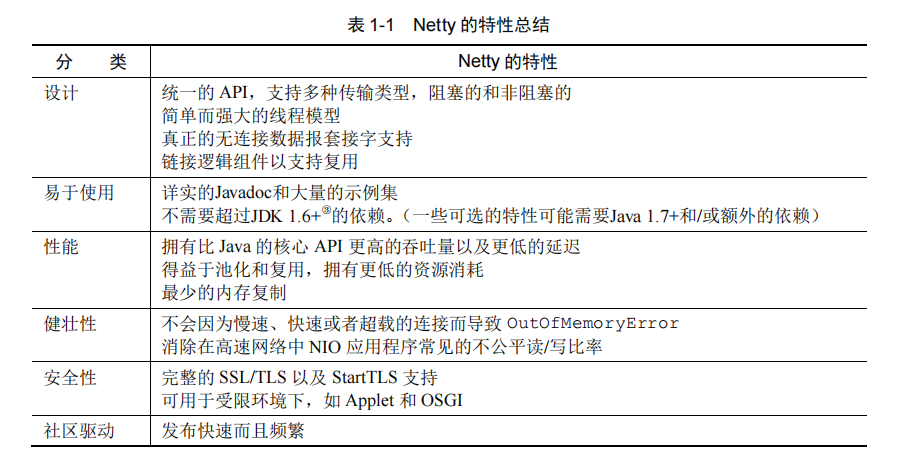 表 1-1 Netty 的特性总结
分 类 Netty 的特性
设计 统一的 API，支持多种传输类型，阻塞的和非阻塞的
简单而强大的线程模型
真正的无连接数据报套接字支持
链接逻辑组件以支持复用
易于使用 详实的Javadoc和大量的示例集
不需要超过JDK 1.6+③的依赖。（一些可选的特性可能需要Java 1.7+和/或额外的依赖）
性能 拥有比 Java 的核心 API 更高的吞吐量以及更低的延迟
得益于池化和复用，拥有更低的资源消耗
最少的内存复制
健壮性 不会因为慢速、快速或者超载的连接而导致 OutOfMemoryError
消除在高速网络中 NIO 应用程序常见的不公平读/写比率
安全性 完整的 SSL/TLS 以及 StartTLS 支持
可用于受限环境下，如 Applet 和 OSGI
社区驱动 发布快速而且频繁